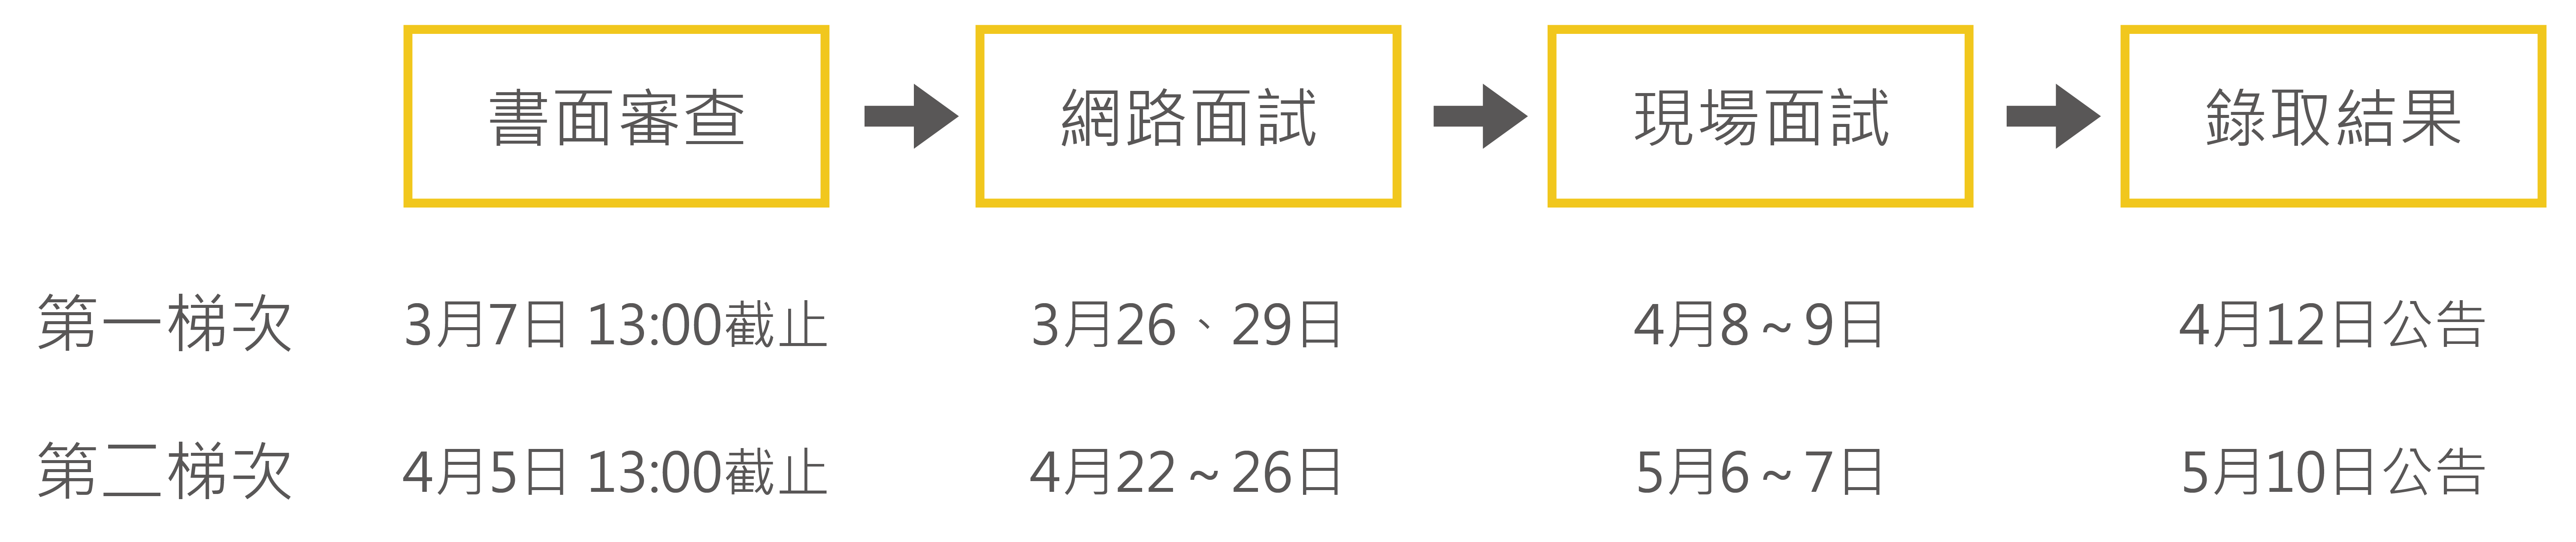 書面審查 網路面試 現場面試 錄取結果
第一梯次 3月7日 13:00截止 3月26、29日 4月8~9日 4月12日公告
第二梯次 4月5日 13:00截止 4月22~26日 5月6~7日 5月10日公告